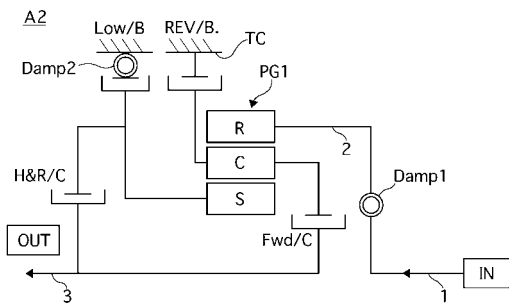 A2
Low/B
REV/B.
TC
Damp2
PG1
R
2
C
H&R/C
S
Damp1
Fwd/C
OUT
IN
3
1